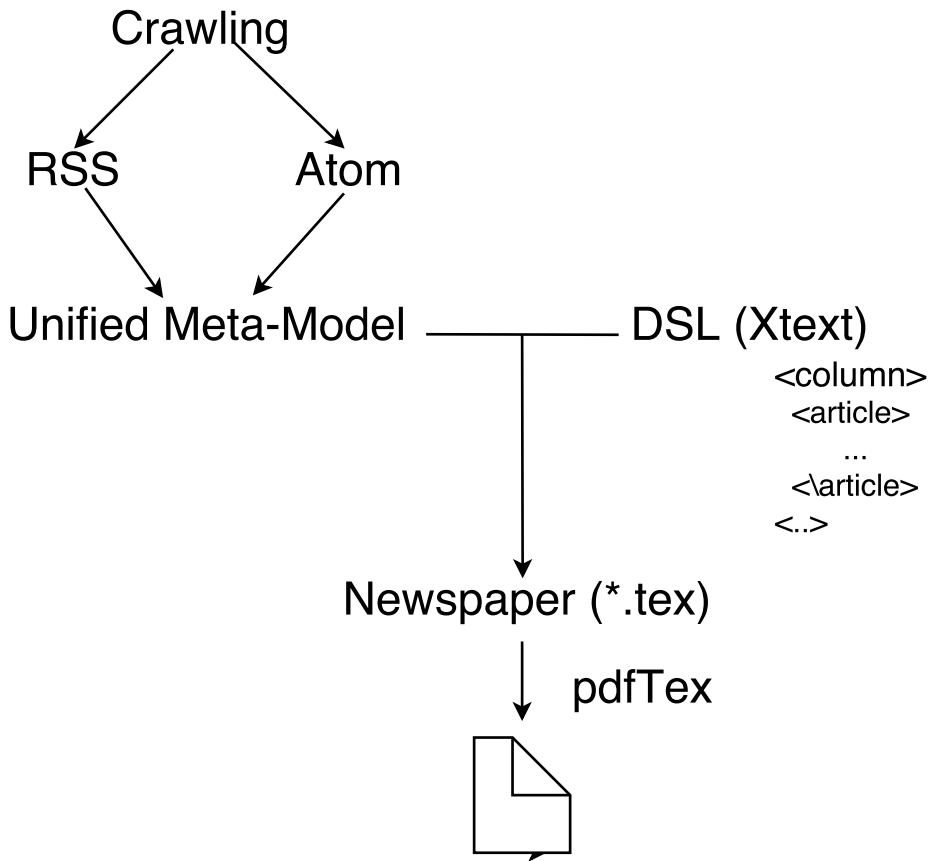 Crawling
RSS
Atom
Unified Meta-Model
DSL (Xtext)
<column>
<article>
...
<\article>
<..>
Newspaper (*.tex)
pdfTex